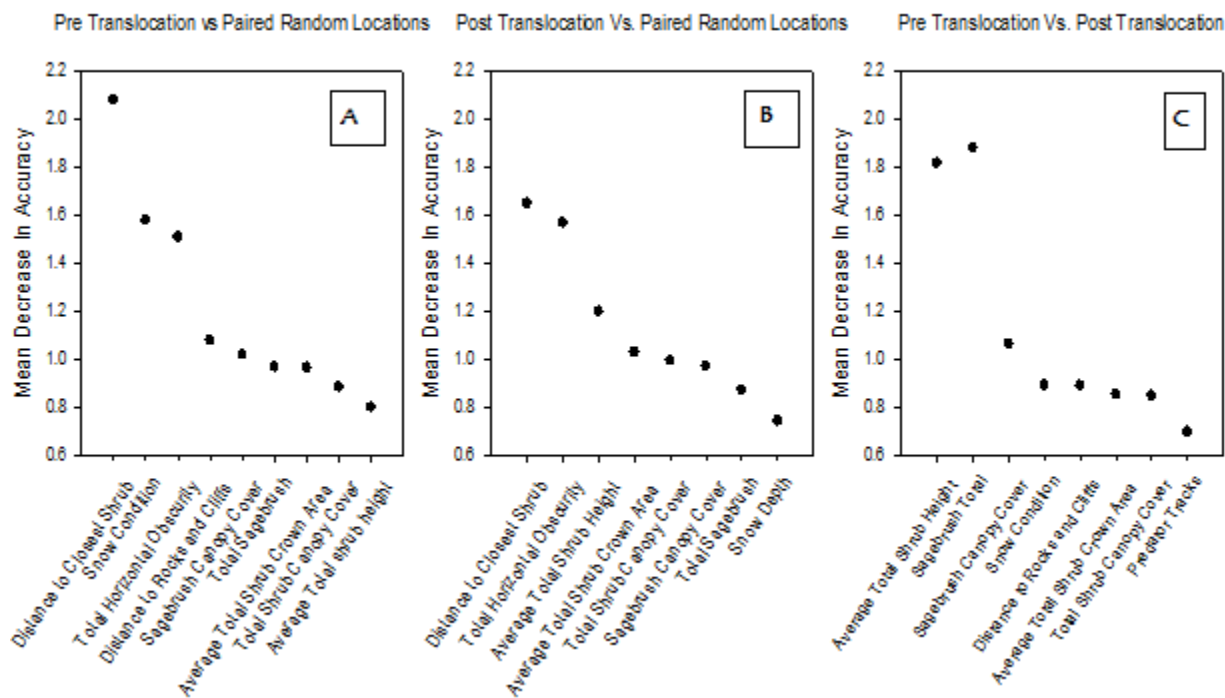 Pre Translocation vs Paired Random Locations
Post Translocation Vs. Paired Random Locations
Pre Translocation Vs. Post Translocation
A
Mean Decrease In Accuracy
2.2
2.0
1.8
1.6
1.4
1.2
1.0
0.8
0.6
Distance to Closest Shrub
Snow Condition
Total Horizontal Obscurity
Distance to Rocks and Cliffs
Sagebrush Canopy Cover
Total Sagebrush
Average Total Shrub Crown Area
Total Shrub Canopy Cover
Average Total shrub height
B
Mean Decrease In Accuracy
2.2
2.0
1.8
1.6
1.4
1.2
1.0
0.8
0.6
Distance to Closest Shrub
Total Horizontal Obscurity
Average Total Shrub Height
Average Total Shrub Crown Area
Total Shrub Canopy Cover
Sagebrush Canopy Cover
Total Sagebrush
Snow Depth
C
Mean Decrease In Accuracy
2.2
2.0
1.8
1.6
1.4
1.2
1.0
0.8
0.6
Average Total Shrub Height
Sagebrush Total
Sagebrush Canopy Cover
Snow Condition
Distance to Rocks and Cliffs
Average Total Shrub Crown Area
Total Shrub Canopy Cover
Predator Tracks